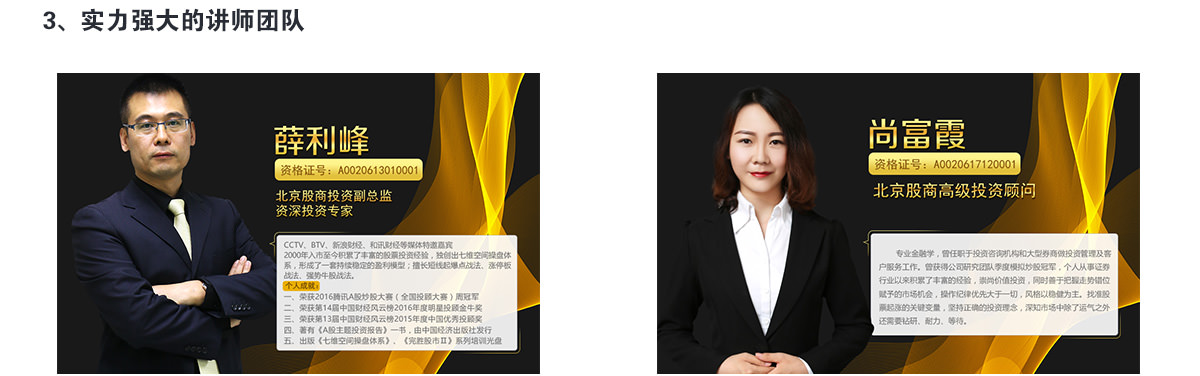 3、实力强大的讲师团队
薛利峰
资格证号：A0020613010001
北京股商投资副总监
资深投资专家
CCTV、BTV、新浪财经、和讯财经等媒体特邀嘉宾
2000年入市至今积累了丰富的股票投资经验，独创出七维空间操盘体
系，形成了一套持续稳定的盈利模型；擅长短线起爆点战法、涨停板
战法、强势牛股战法。
个人成就：
一、荣获2016腾讯A股炒股大赛（全国投顾大赛）周冠军
二、荣获第14届中国财经风云榜2016年度明星投顾金牛奖
三、荣获第13届中国财经风云榜2015年度中国优秀投顾奖
四、著有《A股主题投资报告》一书，由中国经济出版社发行
五、出版《七维空间操盘体系》、《完胜股市Ⅱ》系列培训光盘
尚富霞
资格证号：A0020617120001
北京股商高级投资顾问
专业金融学，曾任职于投资咨询机构和大型券商做投资管理及客
户服务工作。曾获得公司研究团队季度模拟炒股冠军，个人从事证券
行业以来积累了丰富的经验，崇尚价值投资，同时善于把握走势错位
赋予的市场机会，操作纪律优先大于一切，风格以稳健为主。找准股
票起涨的关键变量，坚持正确的投资理念，深知市场中除了运气之外
还需要钻研、耐力、等待。